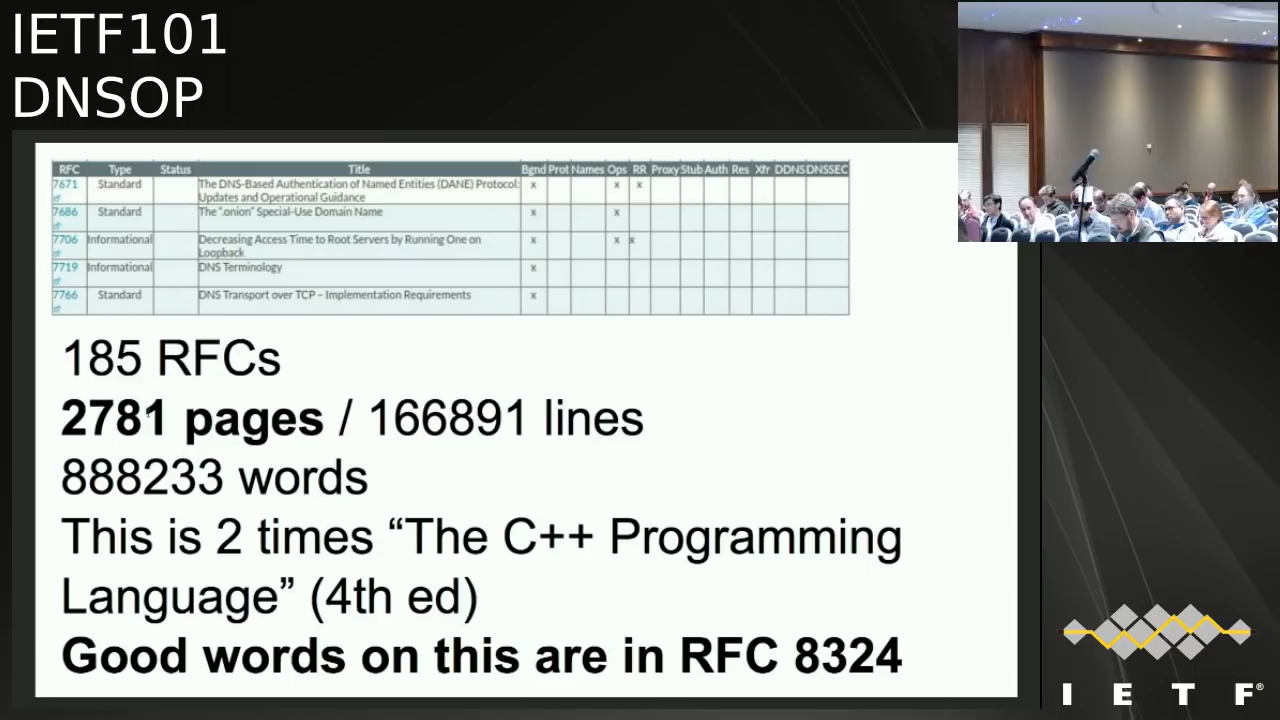 IETF101
DNSOP
RFC Type Status Title Bgnd Prot Names Ops RR Proxy Stub Auth Res Xfr DDNS DNSSEC
7671 Standard The DNS-Based Authentication of Named Entities (DANE) Protocol: x x x
Updates and Operational Guidance
7686 Standard The ".onion" Special-Use Domain Name x x
7706 Informational Decreasing Access Time to Root Servers by Running One on x x x
Loopback
7719 Informational DNS Terminology x
7766 Standard DNS Transport over TCP – Implementation Requirements x
185 RFCs
2781 pages / 166891 lines
888233 words
This is 2 times “The C++ Programming
Language” (4th ed)
Good words on this are in RFC 8324
I E T F®